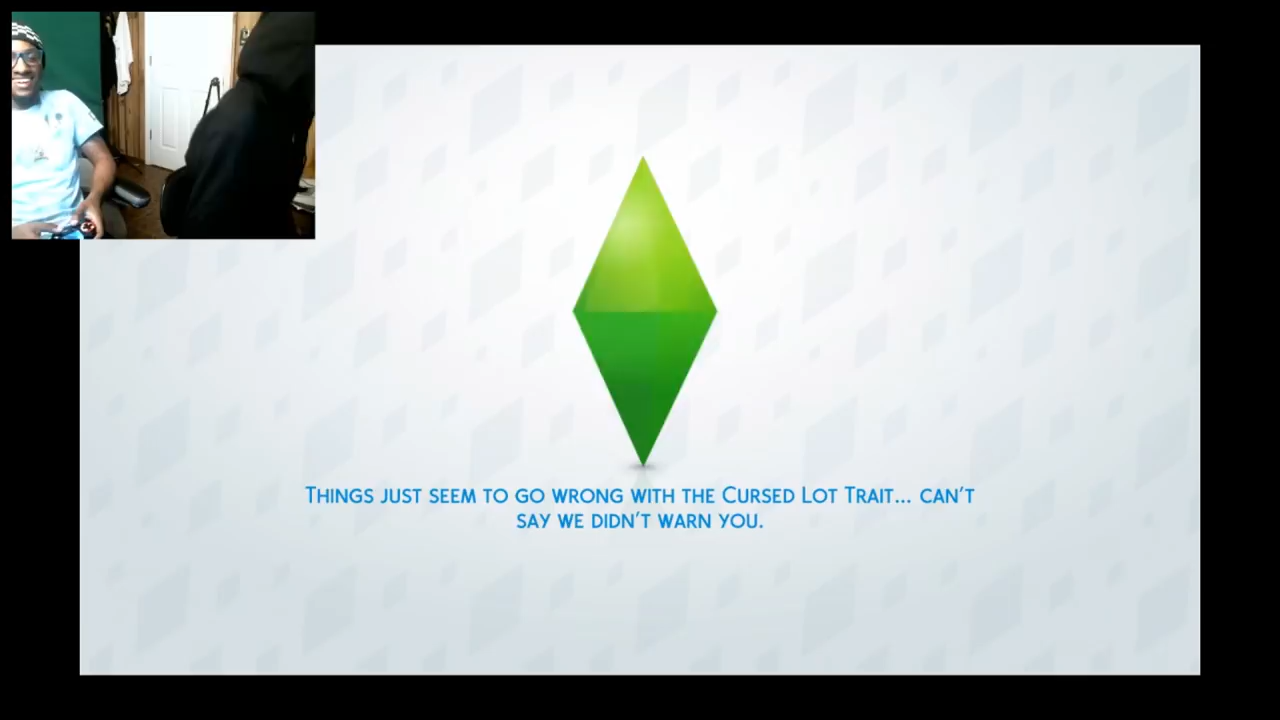 Things just seem to go wrong with the Cursed Lot Trait... can't
say we didn't warn you.